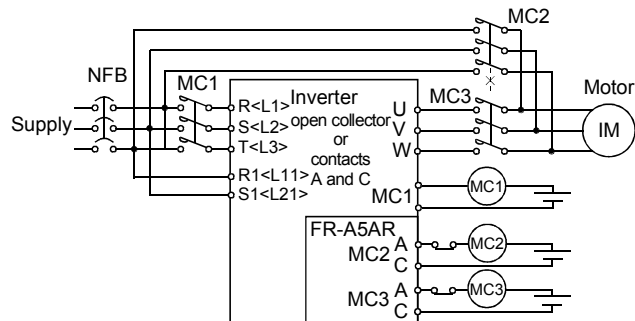 MC2
NFB
MC1
R<L1>
Inverter
U
MC3
Motor
Supply
S<L2>
open collector
V
IM
T<L3>
or
W
contacts
R1<L11>
A and C
S1<L21>
MC1
MC1
FR-A5AR
A
MC2
MC2
C
A
MC3
MC3
C